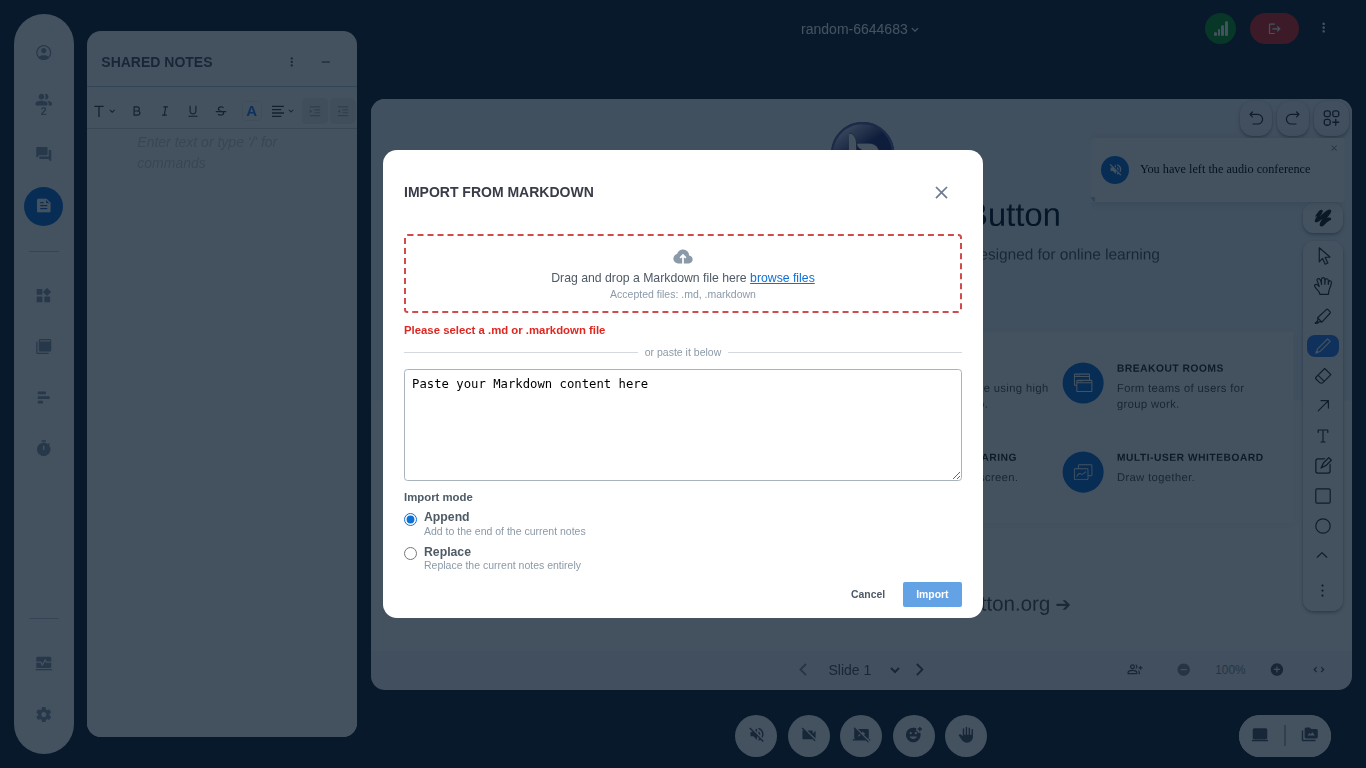 random-6644683
SHARED NOTES
2
Enter text or type '/' for
commands
You have left the audio conference
Button
esigned for online learning
IMPORT FROM MARKDOWN
Drag and drop a Markdown file here browse files
Accepted files: .md, .markdown
Please select a .md or .markdown file
or paste it below
Paste your Markdown content here
Import mode
Append
Add to the end of the current notes
Replace
Replace the current notes entirely
Cancel
Import
BREAKOUT ROOMS
e using high
Form teams of users for
group work.
ARING
MULTI-USER WHITEBOARD
screen.
Draw together.
tton.org
Slide 1
100%